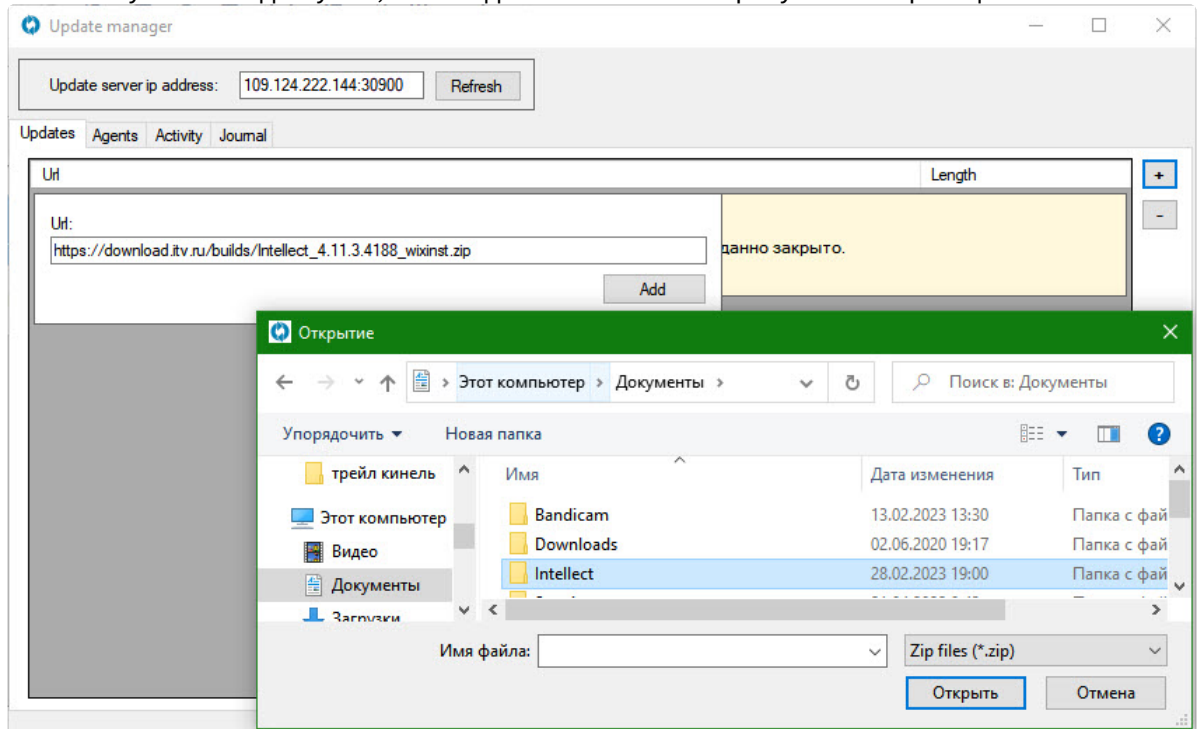 Update manager
Update server ip address: 109.124.222.144:30900 Refresh
Updates Agents Activity Journal
Url Length
+
-
Url:
https://download.itv.ru/builds/Intellect_4.11.3.4188_wixinst.zip
данно закрыто.
Add
Открытие
Этот компьютер > Документы >
Поиск в: Документы
Упорядочить Новая папка
трейл кинель
Имя Дата изменения Тип
Этот компьютер
Bandicam 13.02.2023 13:30 Папка с фай
Видео
Downloads 02.06.2020 19:17 Папка с фай
Документы
Intellect 28.02.2023 19:00 Папка с фай
Загрузки
Имя файла: Zip files (*.zip)
Открыть Отмена